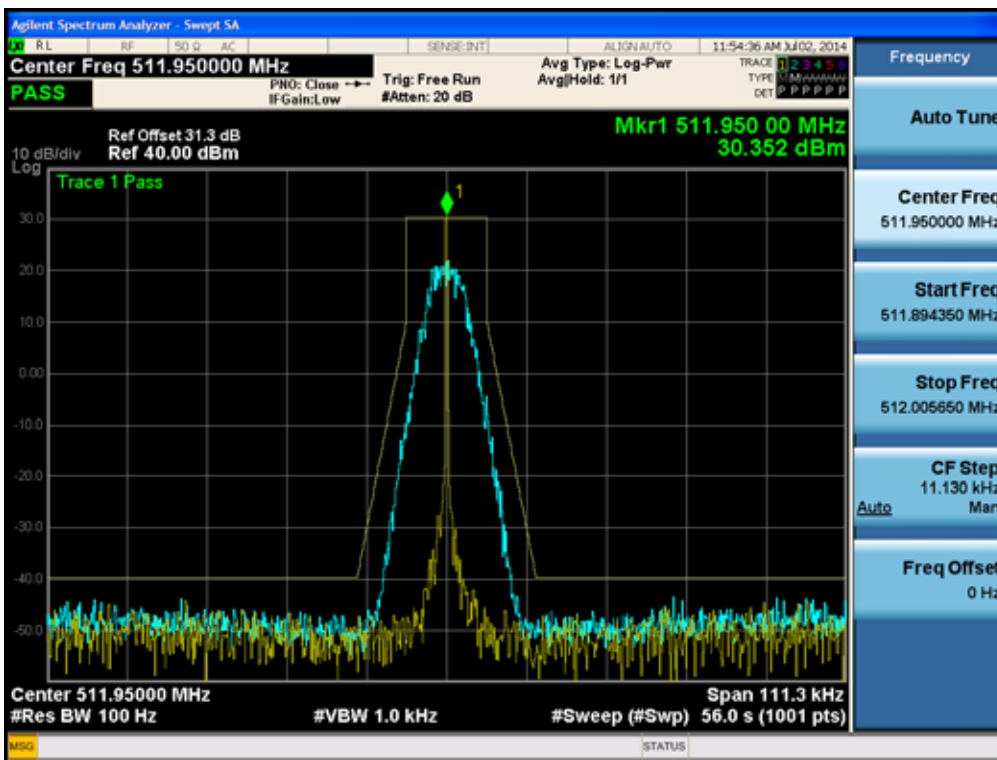 Agilent Spectrum Analyzer - Swept SA
LXI RL RF 50 Ω AC SENSE:INT ALIGN AUTO 11:54:36 AM Jul 02, 2014
Center Freq 511.950000 MHz
PASS
PNO: Close
IFGain:Low
Trig: Free Run
#Atten: 20 dB
Avg Type: Log-Pwr
Avg|Hold: 1/1
TRACE 1 2 3 4 5 6
TYPE
DET P P P P P P
Ref Offset 31.3 dB
10 dB/div Ref 40.00 dBm
Log
Mkr1 511.950 00 MHz
30.352 dBm
Trace 1 Pass
1
30.0
20.0
10.0
0.00
-10.0
-20.0
-30.0
-40.0
-50.0
Center 511.95000 MHz Span 111.3 kHz
#Res BW 100 Hz #VBW 1.0 kHz #Sweep (#Swp) 56.0 s (1001 pts)
MSG STATUS
Frequency
Auto Tune
Center Freq
511.950000 MHz
Start Freq
511.894350 MHz
Stop Freq
512.005650 MHz
CF Step
11.130 kHz
Auto Man
Freq Offset
0 Hz